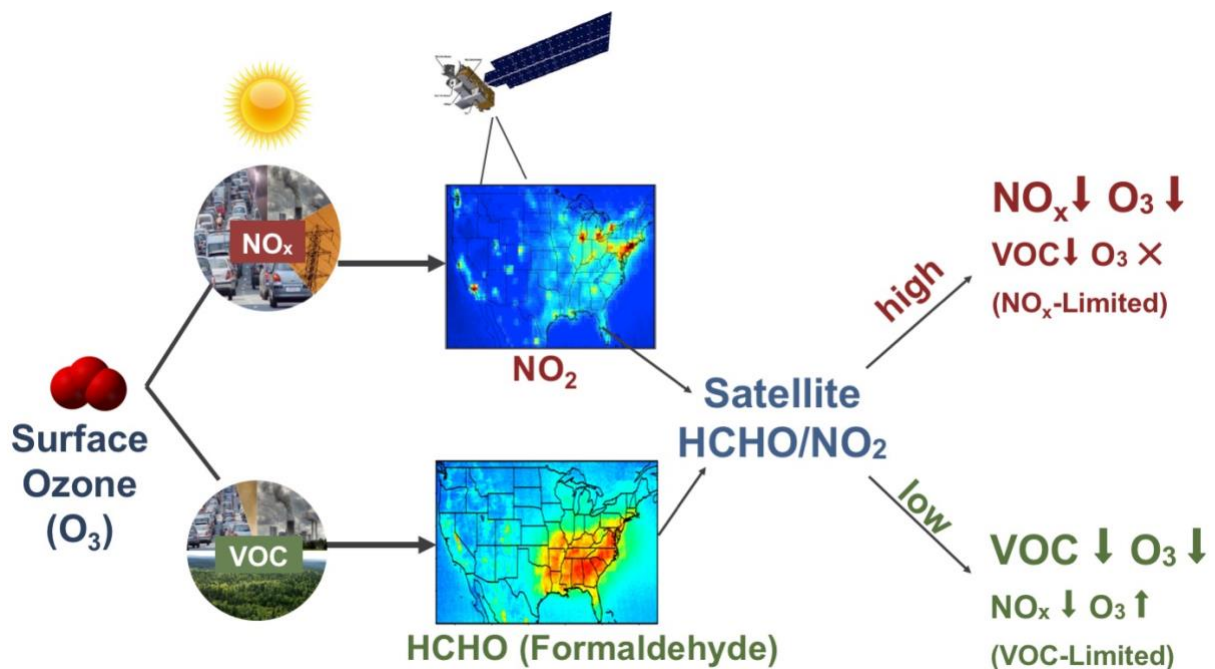 NOₓ
NO₂
Surface
Ozone
(O₃)
VOC
HCHO (Formaldehyde)
Satellite
HCHO/NO₂
high
NOₓ↓ O₃ ↓
VOC↓ O₃ ×
(NOₓ-Limited)
low
VOC ↓ O₃ ↓
NOₓ ↓ O₃ ↑
(VOC-Limited)